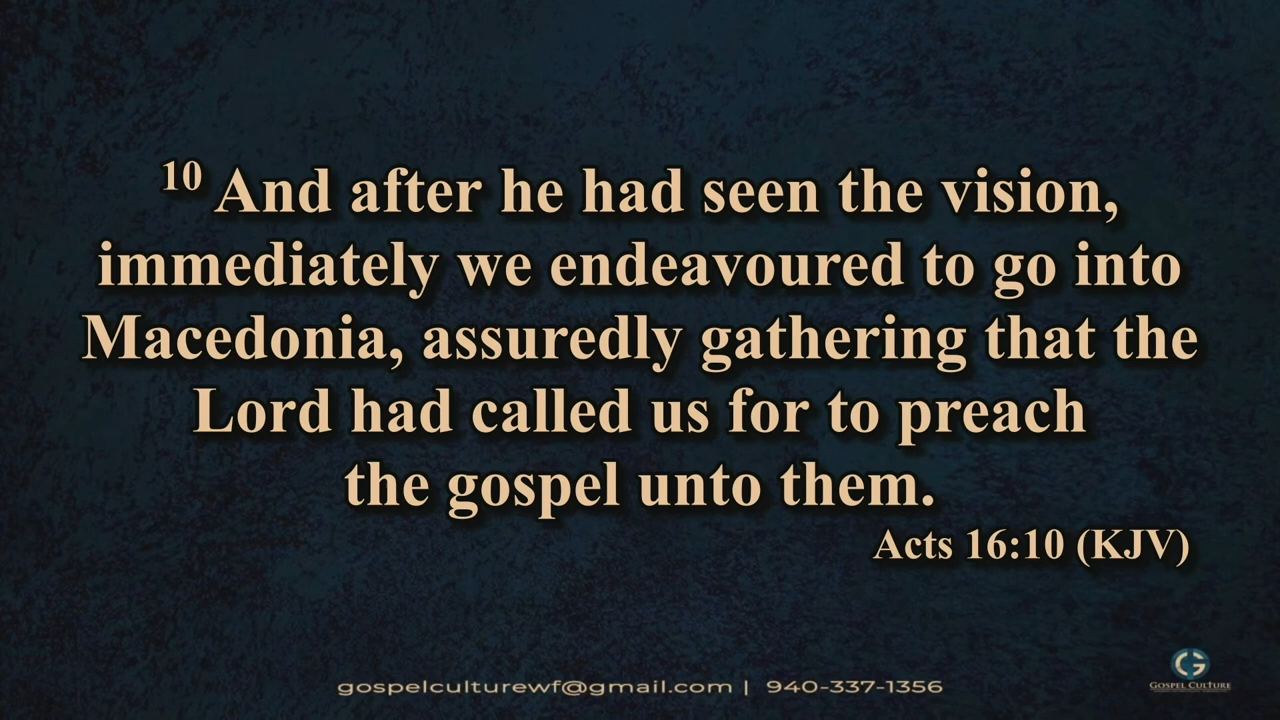 10 And after he had seen the vision,
immediately we endeavoured to go into
Macedonia, assuredly gathering that the
Lord had called us for to preach
the gospel unto them.
Acts 16:10 (KJV)
gospelculturewf@gmail.com | 940-337-1356
GOSPEL CULTURE